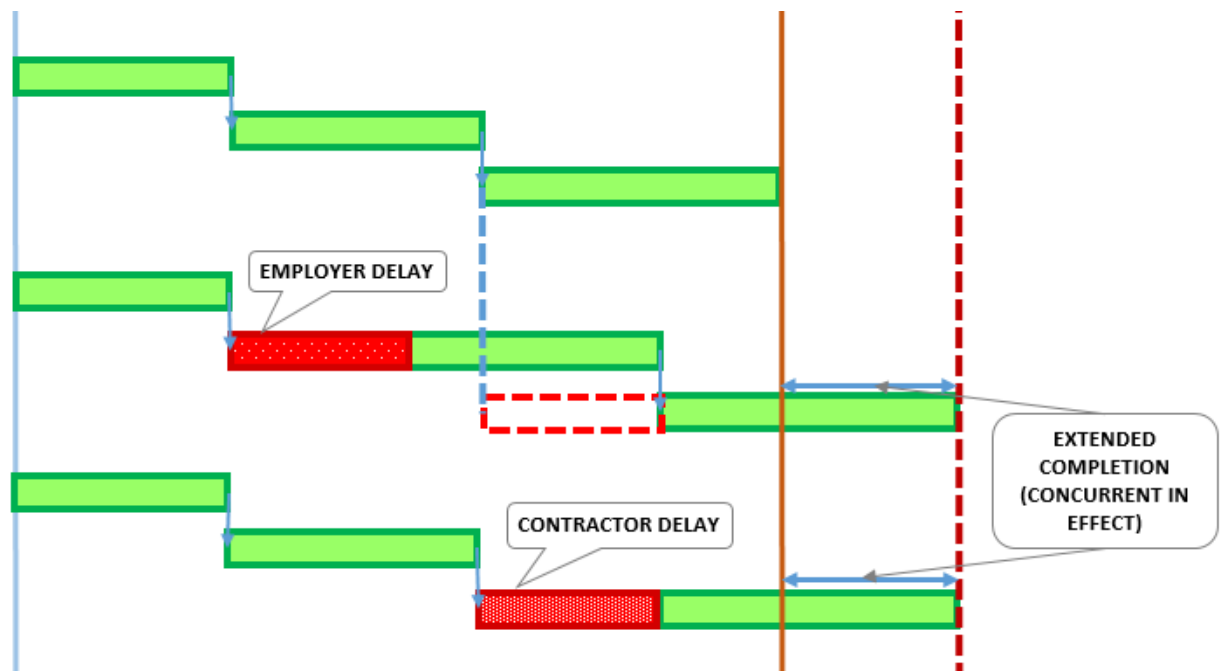 EMPLOYER DELAY
EXTENDED
COMPLETION
(CONCURRENT IN
EFFECT)
CONTRACTOR DELAY